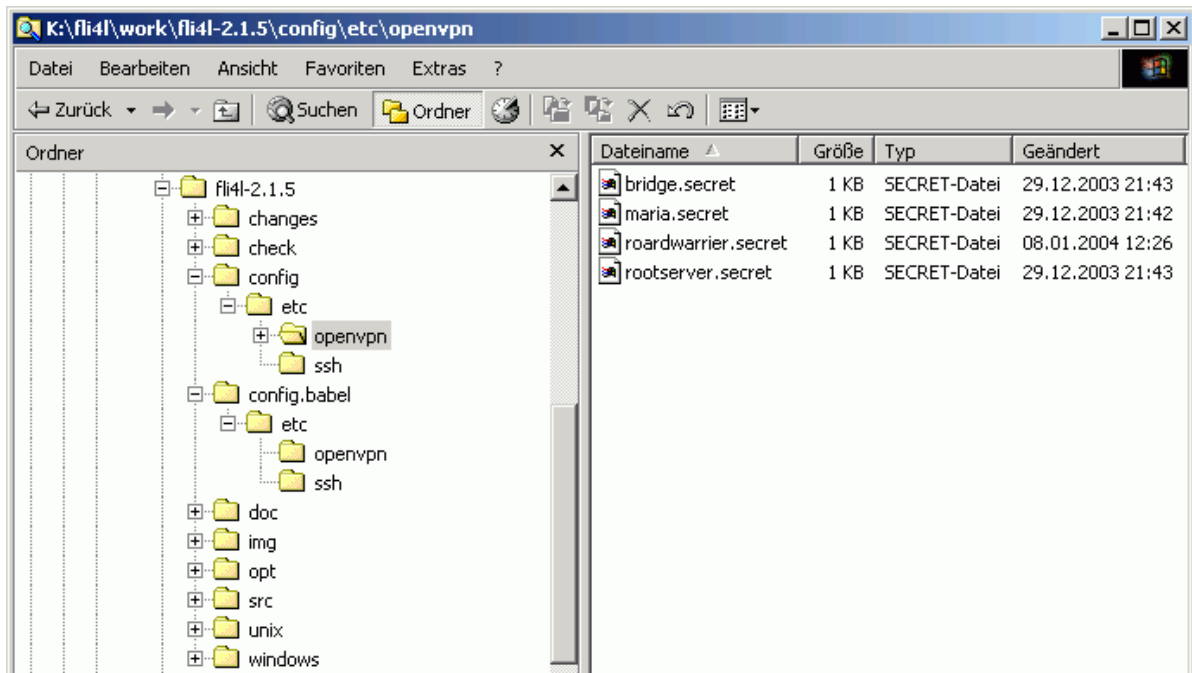 K:\fli4l\work\fli4l-2.1.5\config\etc\openvpn
Datei Bearbeiten Ansicht Favoriten Extras ?
Zurück Suchen Ordner
Ordner
fli4l-2.1.5
changes
check
config
etc
openvpn
ssh
config.babel
etc
openvpn
ssh
doc
img
opt
src
unix
windows
Dateiname Größe Typ Geändert
bridge.secret 1 KB SECRET-Datei 29.12.2003 21:43
maria.secret 1 KB SECRET-Datei 29.12.2003 21:42
roardwarrier.secret 1 KB SECRET-Datei 08.01.2004 12:26
rootserver.secret 1 KB SECRET-Datei 29.12.2003 21:43